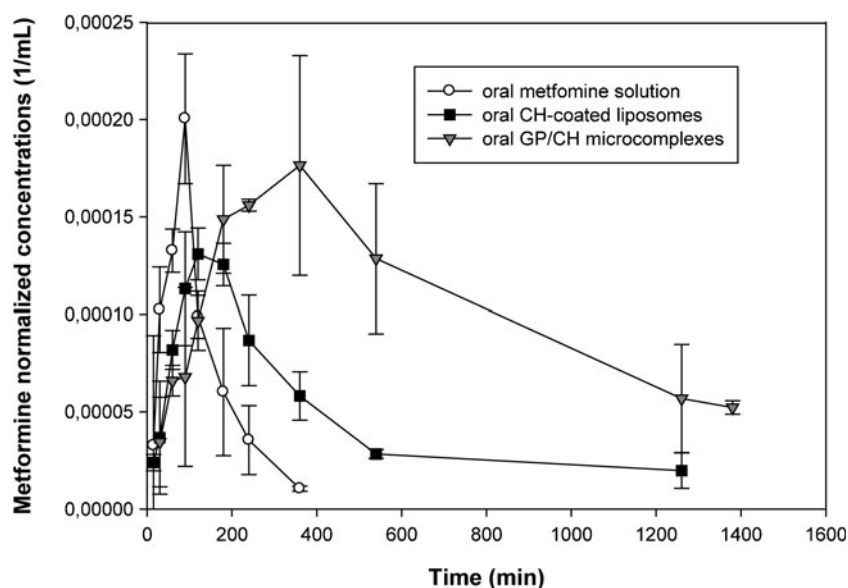 0,00025
0,00020
0,00015
0,00010
0,00005
0,00000
Metformine normalized concentrations (1/mL)
oral metfomine solution
oral CH-coated liposomes
oral GP/CH microcomplexes
0 200 400 600 800 1000 1200 1400 1600
Time (min)